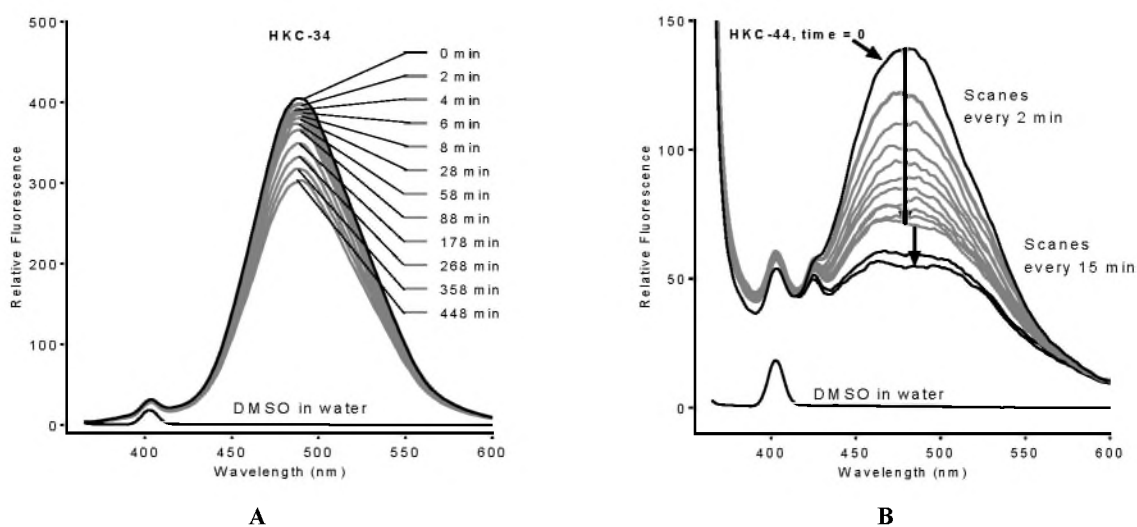 HKC-34
0 min
2 min
4 min
6 min
8 min
28 min
58 min
88 min
178 min
268 min
358 min
448 min
DMSO in water
500
400
300
200
100
0
Relative Fluorescence
400 450 500 550 600
Wavelength (nm)
A
HKC-44, time = 0
Scanes
every 2 min
Scanes
every 15 min
DMSO in water
150
100
50
0
Relative Fluorescence
400 450 500 550 600
Wavelength (nm)
B